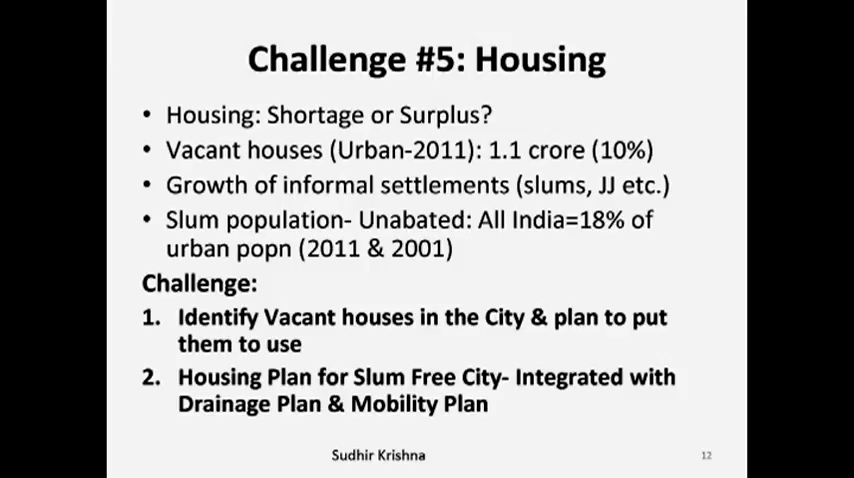 Challenge #5: Housing
• Housing: Shortage or Surplus?
• Vacant houses (Urban-2011): 1.1 crore (10%)
• Growth of informal settlements (slums, JJ etc.)
• Slum population- Unabated: All India=18% of
urban popn (2011 & 2001)
Challenge:
1. Identify Vacant houses in the City & plan to put
them to use
2. Housing Plan for Slum Free City- Integrated with
Drainage Plan & Mobility Plan
Sudhir Krishna
12